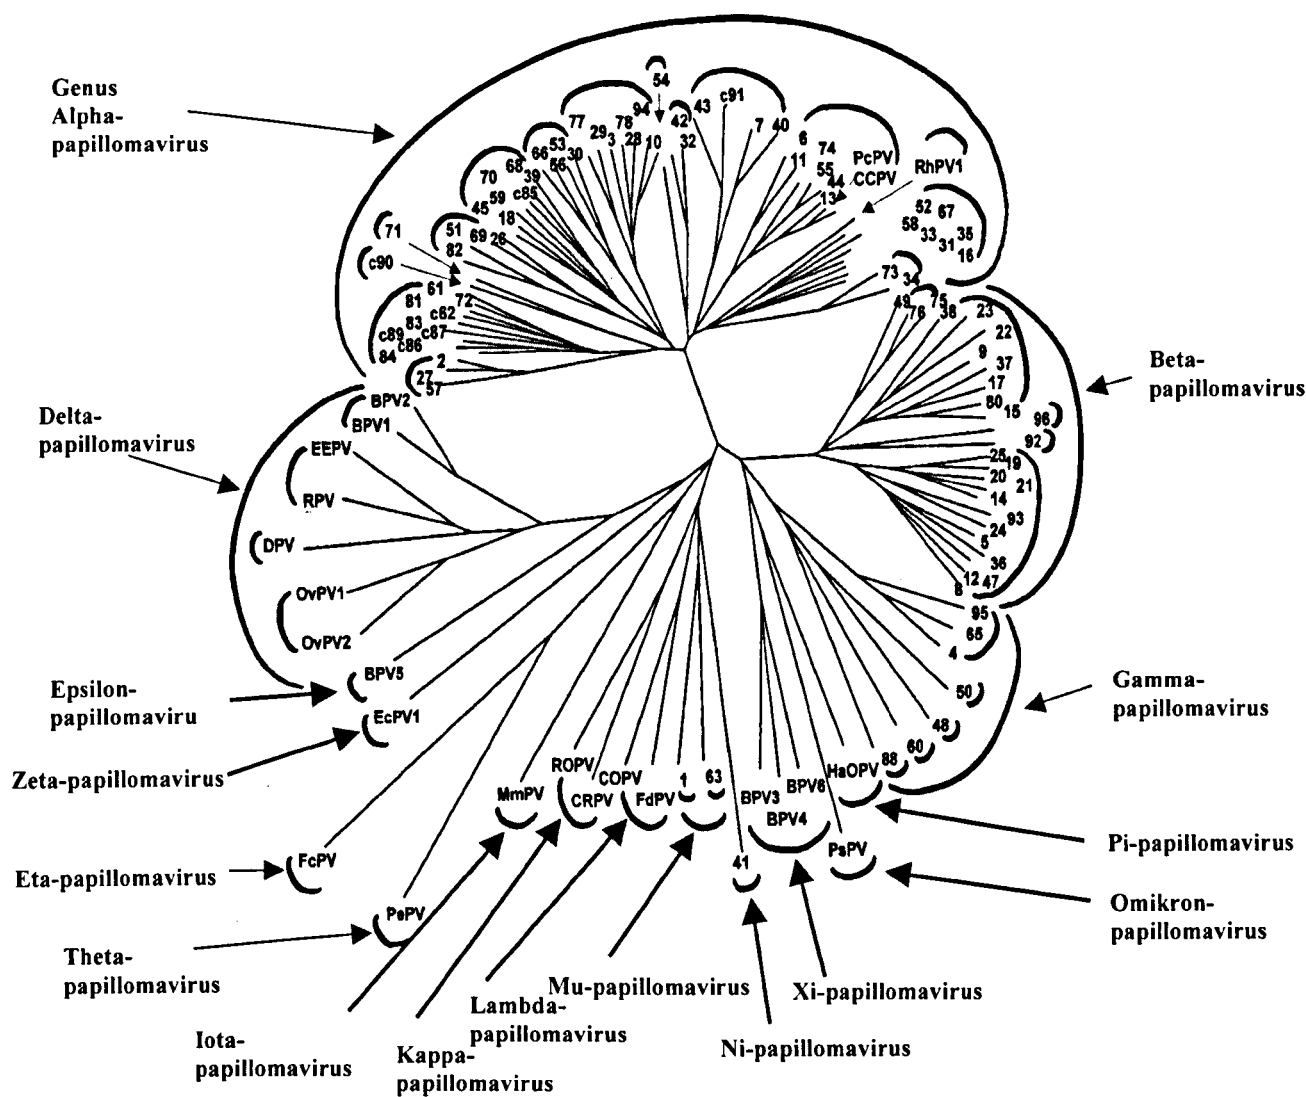 Genus
Alpha-
papillomavirus
54
94
43
c91
77
78
42
7
40
29
3
28
10
32
6
74
53
66
30
56
11
55
PcPV
CCPV
RhPV1
44
13
68
70
39
c85
59
45
18
52
67
58
33
35
31
16
71
51
69
26
82
c90
73
34
61
81
72
c62
83
c89
c87
c86
84
2
27
57
49
75
76
38
23
22
9
37
17
80
15
96
92
Beta-
papillomavirus
Delta-
papillomavirus
BPV2
BPV1
EEPV
RPV
DPV
OvPV1
OvPV2
25
19
20
21
14
93
24
5
36
12
47
8
95
65
4
50
48
60
88
Gamma-
papillomavirus
Epsilon-
papillomaviru
BPV5
EcPV1
Zeta-papillomavirus
ROPV
COPV
MmPV
CRPV
FdPV
1
63
BPV3
BPV6
HaOPV
BPV4
Pi-papillomavirus
FcPV
41
PsPV
Eta-papillomavirus
Omikron-
papillomavirus
PePV
Theta-
papillomavirus
Mu-papillomavirus
Xi-papillomavirus
Lambda-
papillomavirus
Iota-
papillomavirus
Kappa-
papillomavirus
Ni-papillomavirus